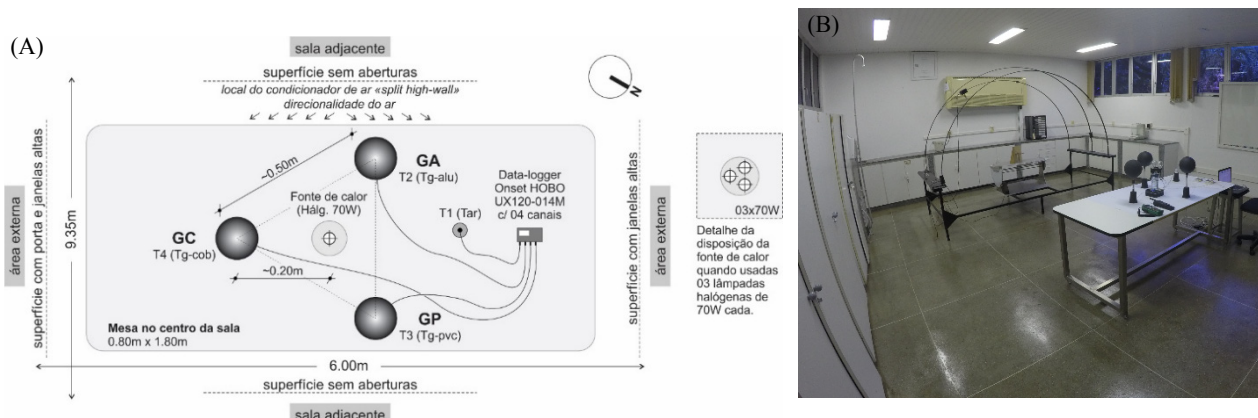 (A)
(B)
sala adjacente
superfície sem aberturas
local do condicionador de ar «split high-wall»
direcionalidade do ar
N
área externa
superfície com porta e janelas altas
9.35m
~0.50m
GA
T2 (Tg-alu)
Fonte de calor
(Hálg. 70W)
Data-logger
Onset HOBO
UX120-014M
c/ 04 canais
T1 (Tar)
GC
T4 (Tg-cob)
~0.20m
GP
T3 (Tg-pvc)
Mesa no centro da sala
0.80m x 1.80m
6.00m
superfície sem aberturas
sala adjacente
superfície com janelas altas
área externa
03x70W
Detalhe da
disposição da
fonte de calor
quando usadas
03 lâmpadas
halógenas de
70W cada.